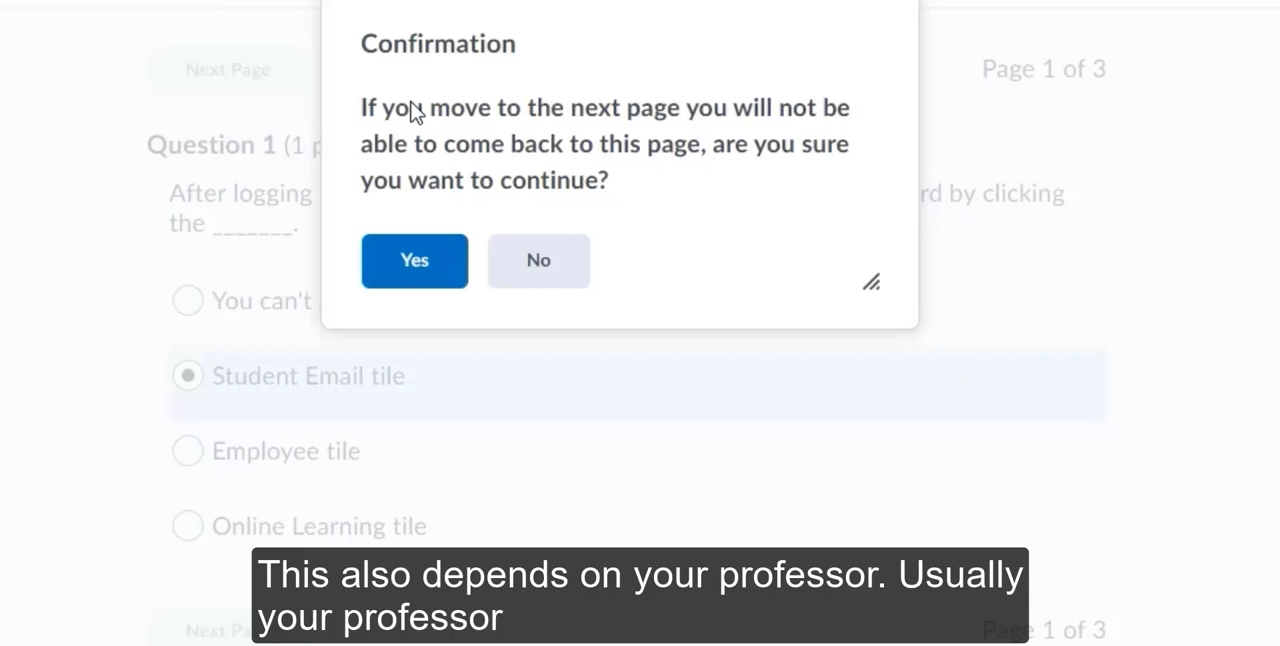 Confirmation
Next Page
Page 1 of 3
If you move to the next page you will not be
able to come back to this page, are you sure
you want to continue?
Question 1 (1
After logging rd by clicking
the _______.
Yes No
You can't
Student Email tile
Employee tile
Online Learning tile
This also depends on your professor. Usually
your professor
Next Page 1 of 3